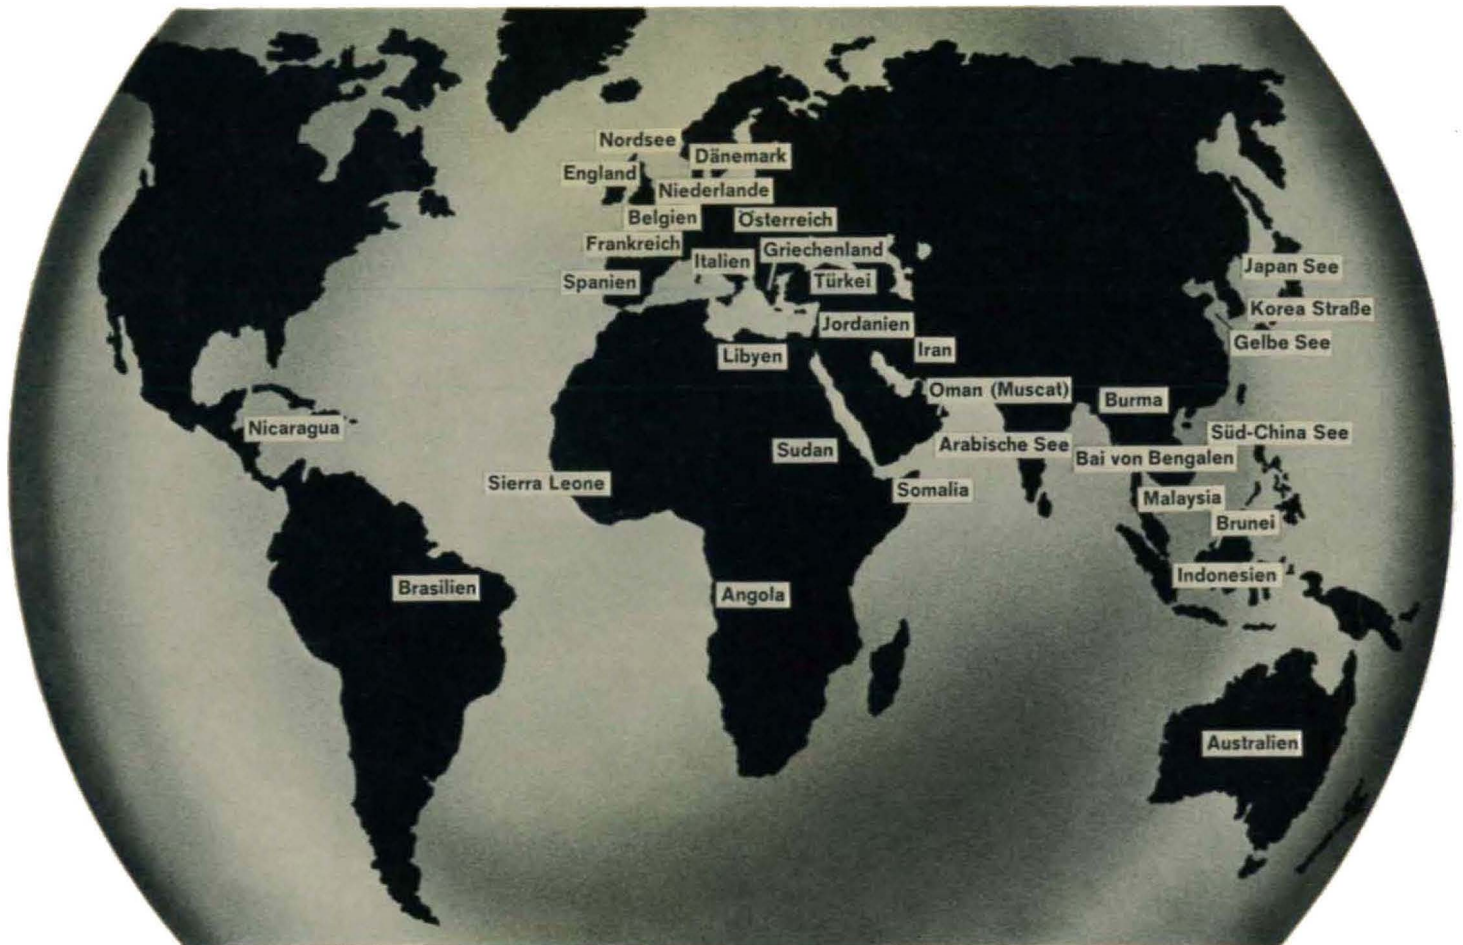 Nordsee
Dänemark
England
Niederlande
Belgien
Österreich
Frankreich
Griechenland
Italien
Japan See
Spanien
Türkei
Korea Straße
Jordanien
Gelbe See
Iran
Libyen
Oman (Muscat)
Burma
Nicaragua
Süd-China See
Arabische See
Sudan
Bai von Bengalen
Sierra Leone
Somalia
Malaysia
Brunei
Indonesien
Brasilien
Angola
Australien